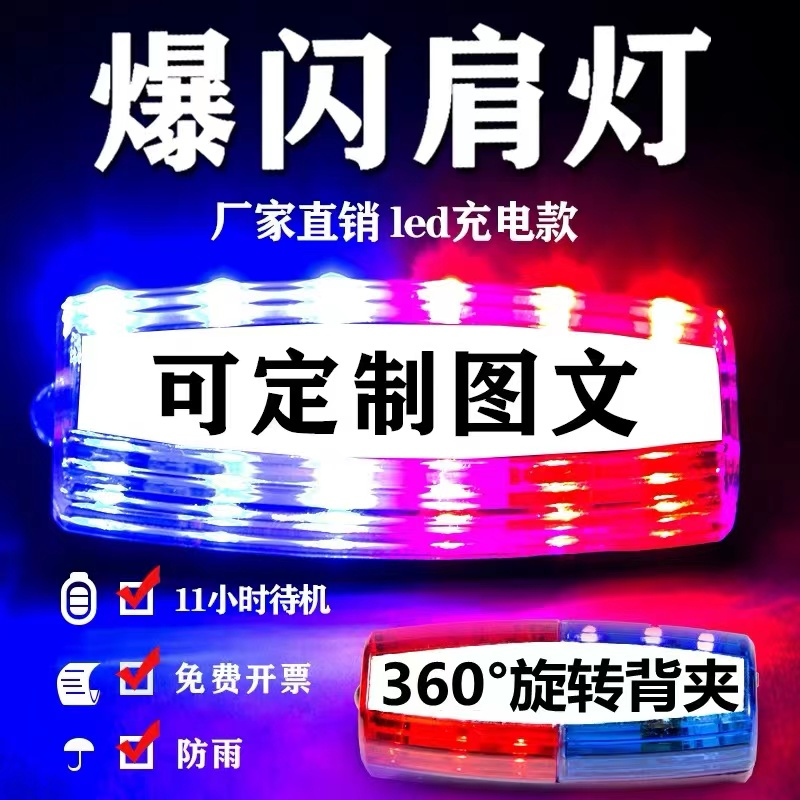 爆闪肩灯
厂家直销 led充电款
可定制图文
11小时待机
免费开票
防雨
360°旋转背夹